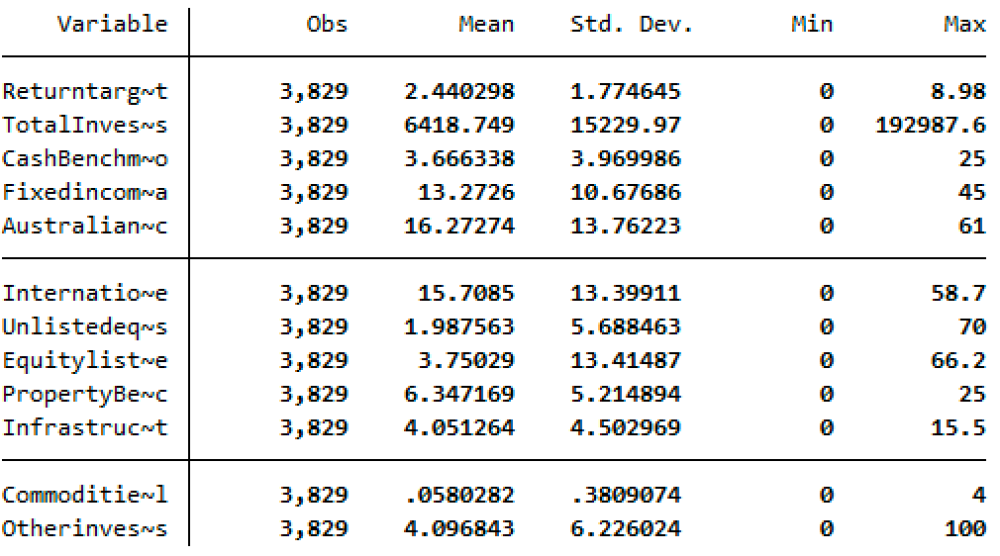 Variable Obs Mean Std. Dev. Min Max
Returntarg~t 3,829 2.440298 1.774645 0 8.98
TotalInves~s 3,829 6418.749 15229.97 0 192987.6
CashBenchm~o 3,829 3.666338 3.969986 0 25
Fixedincom~a 3,829 13.2726 10.67686 0 45
Australian~c 3,829 16.27274 13.76223 0 61
Internatio~e 3,829 15.7085 13.39911 0 58.7
Unlistedeq~s 3,829 1.987563 5.688463 0 70
Equitylist~e 3,829 3.75029 13.41487 0 66.2
PropertyBe~c 3,829 6.347169 5.214894 0 25
Infrastruc~t 3,829 4.051264 4.502969 0 15.5
Commoditie~l 3,829 .0580282 .3809074 0 4
Otherinves~s 3,829 4.096843 6.226024 0 100